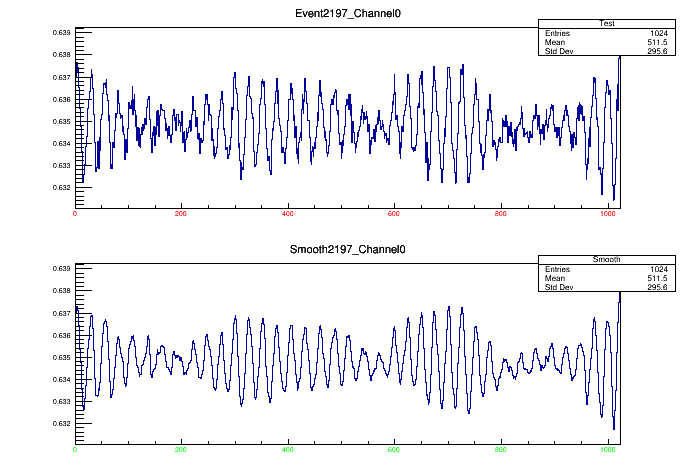 Event2197_Channel0
Test
Entries 1024
Mean 511.5
Std Dev 295.6
0.639
0.638
0.637
0.636
0.635
0.634
0.633
0.632
0 200 400 600 800 1000
Smooth2197_Channel0
Smooth
Entries 1024
Mean 511.5
Std Dev 295.6
0.639
0.638
0.637
0.636
0.635
0.634
0.633
0.632
0 200 400 600 800 1000